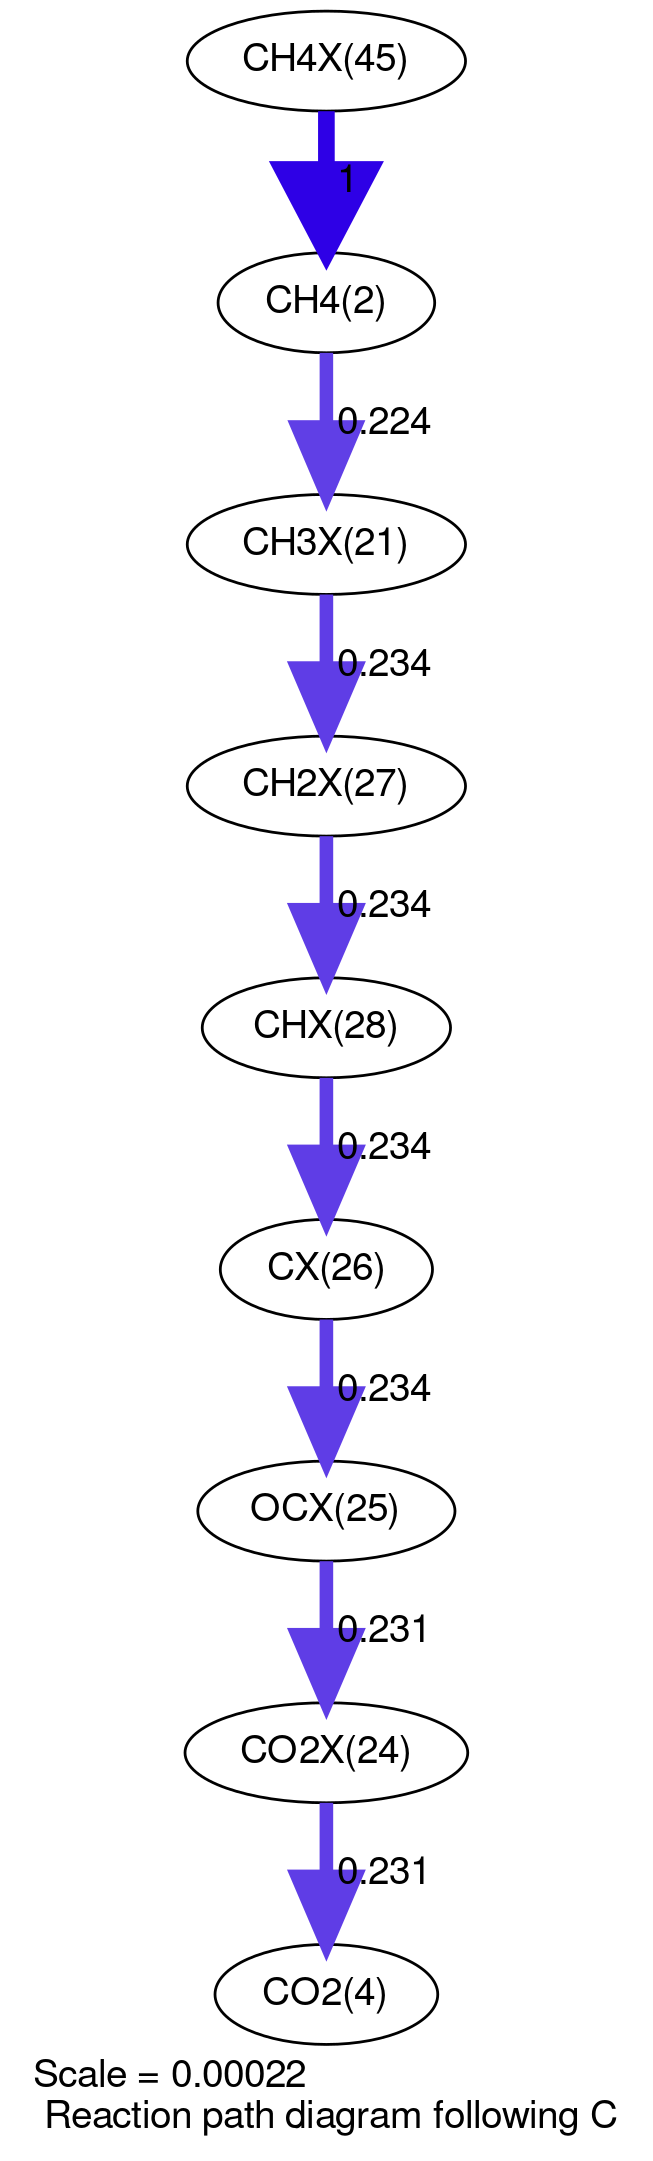 CH4X(45)
1
CH4(2)
0.224
CH3X(21)
0.234
CH2X(27)
0.234
CHX(28)
0.234
CX(26)
0.234
OCX(25)
0.231
CO2X(24)
0.231
CO2(4)
Scale = 0.00022
Reaction path diagram following C